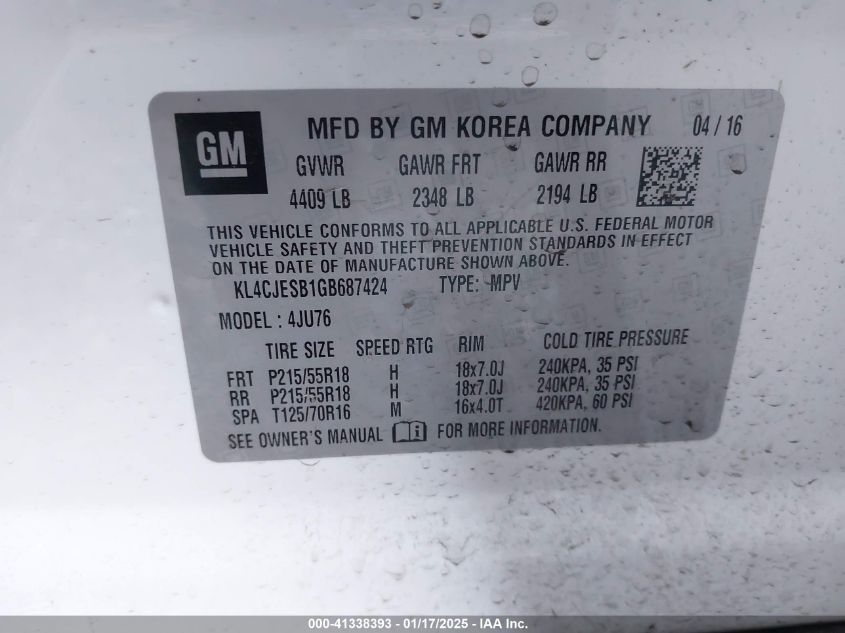 GM
MFD BY GM KOREA COMPANY 04 / 16
GVWR GAWR FRT GAWR RR
4409 LB 2348 LB 2194 LB
THIS VEHICLE CONFORMS TO ALL APPLICABLE U.S. FEDERAL MOTOR
VEHICLE SAFETY AND THEFT PREVENTION STANDARDS IN EFFECT
ON THE DATE OF MANUFACTURE SHOWN ABOVE.
KL4CJESB1GB687424 TYPE: MPV
MODEL : 4JU76
TIRE SIZE SPEED RTG RIM COLD TIRE PRESSURE
FRT P215/55R18 H 18x7.0J 240KPA, 35 PSI
RR P215/55R18 H 18x7.0J 240KPA, 35 PSI
SPA T125/70R16 M 16x4.0T 420KPA, 60 PSI
SEE OWNER'S MANUAL i FOR MORE INFORMATION.
000-41338393 - 01/17/2025 - IAA Inc.